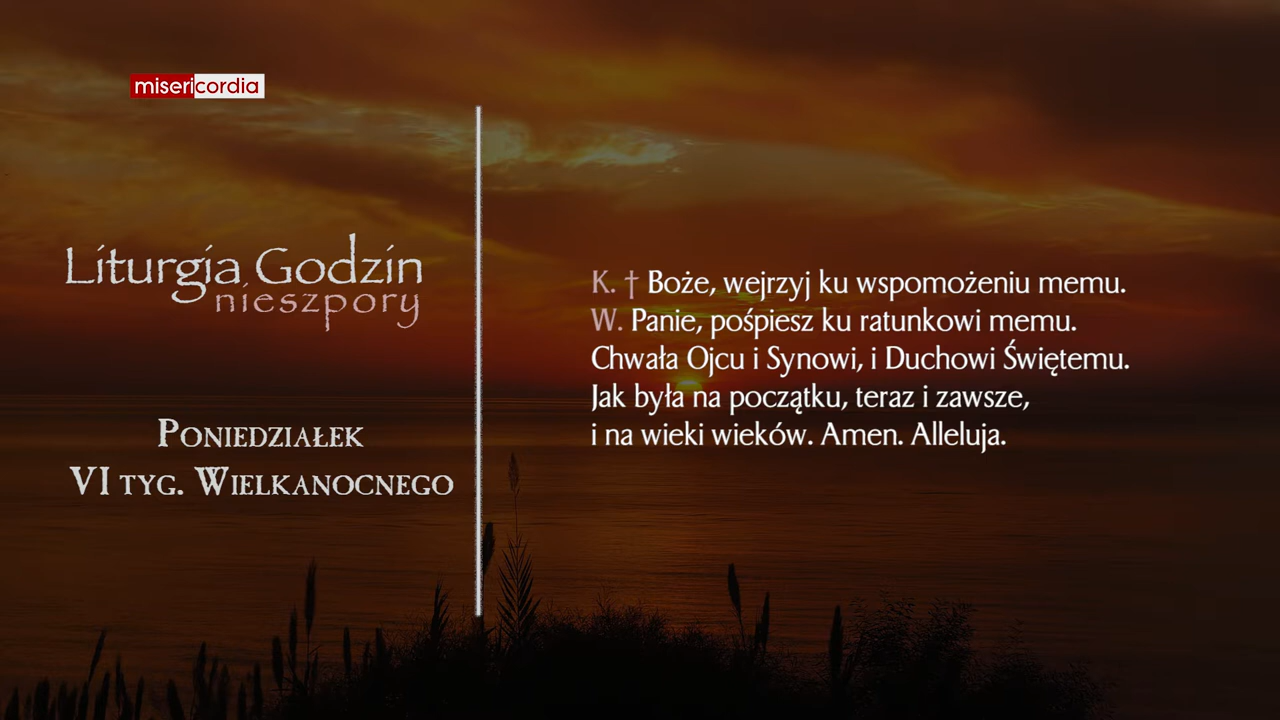 misericordia
Liturgia Godzin
nieszpory
Poniedziałek
VI tyg. Wielkanocnego
K. † Boże, wejrzyj ku wspomożeniu memu.
W. Panie, pośpiesz ku ratunkowi memu.
Chwała Ojcu i Synowi, i Duchowi Świętemu.
Jak była na początku, teraz i zawsze,
i na wieki wieków. Amen. Alleluja.